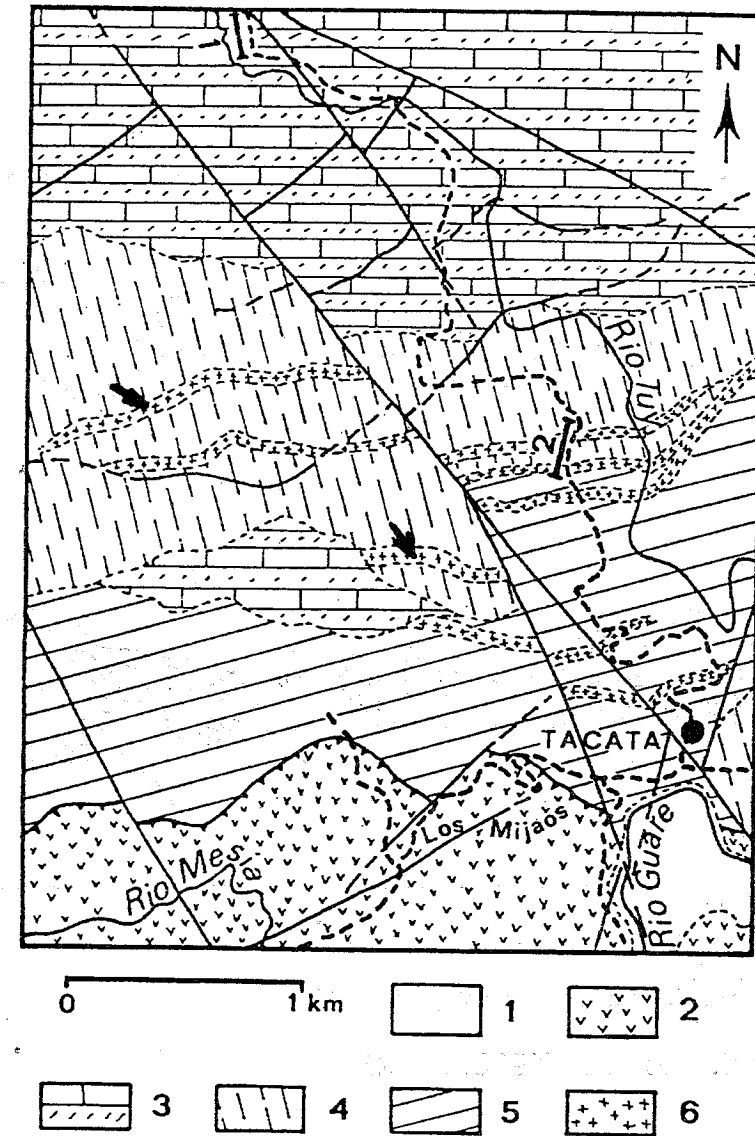 N
Rio Tuy
2
TACATA
Los Mijaos
Rio Mesia
Rio Guare
0 1 km
1 2
3 4 5 6